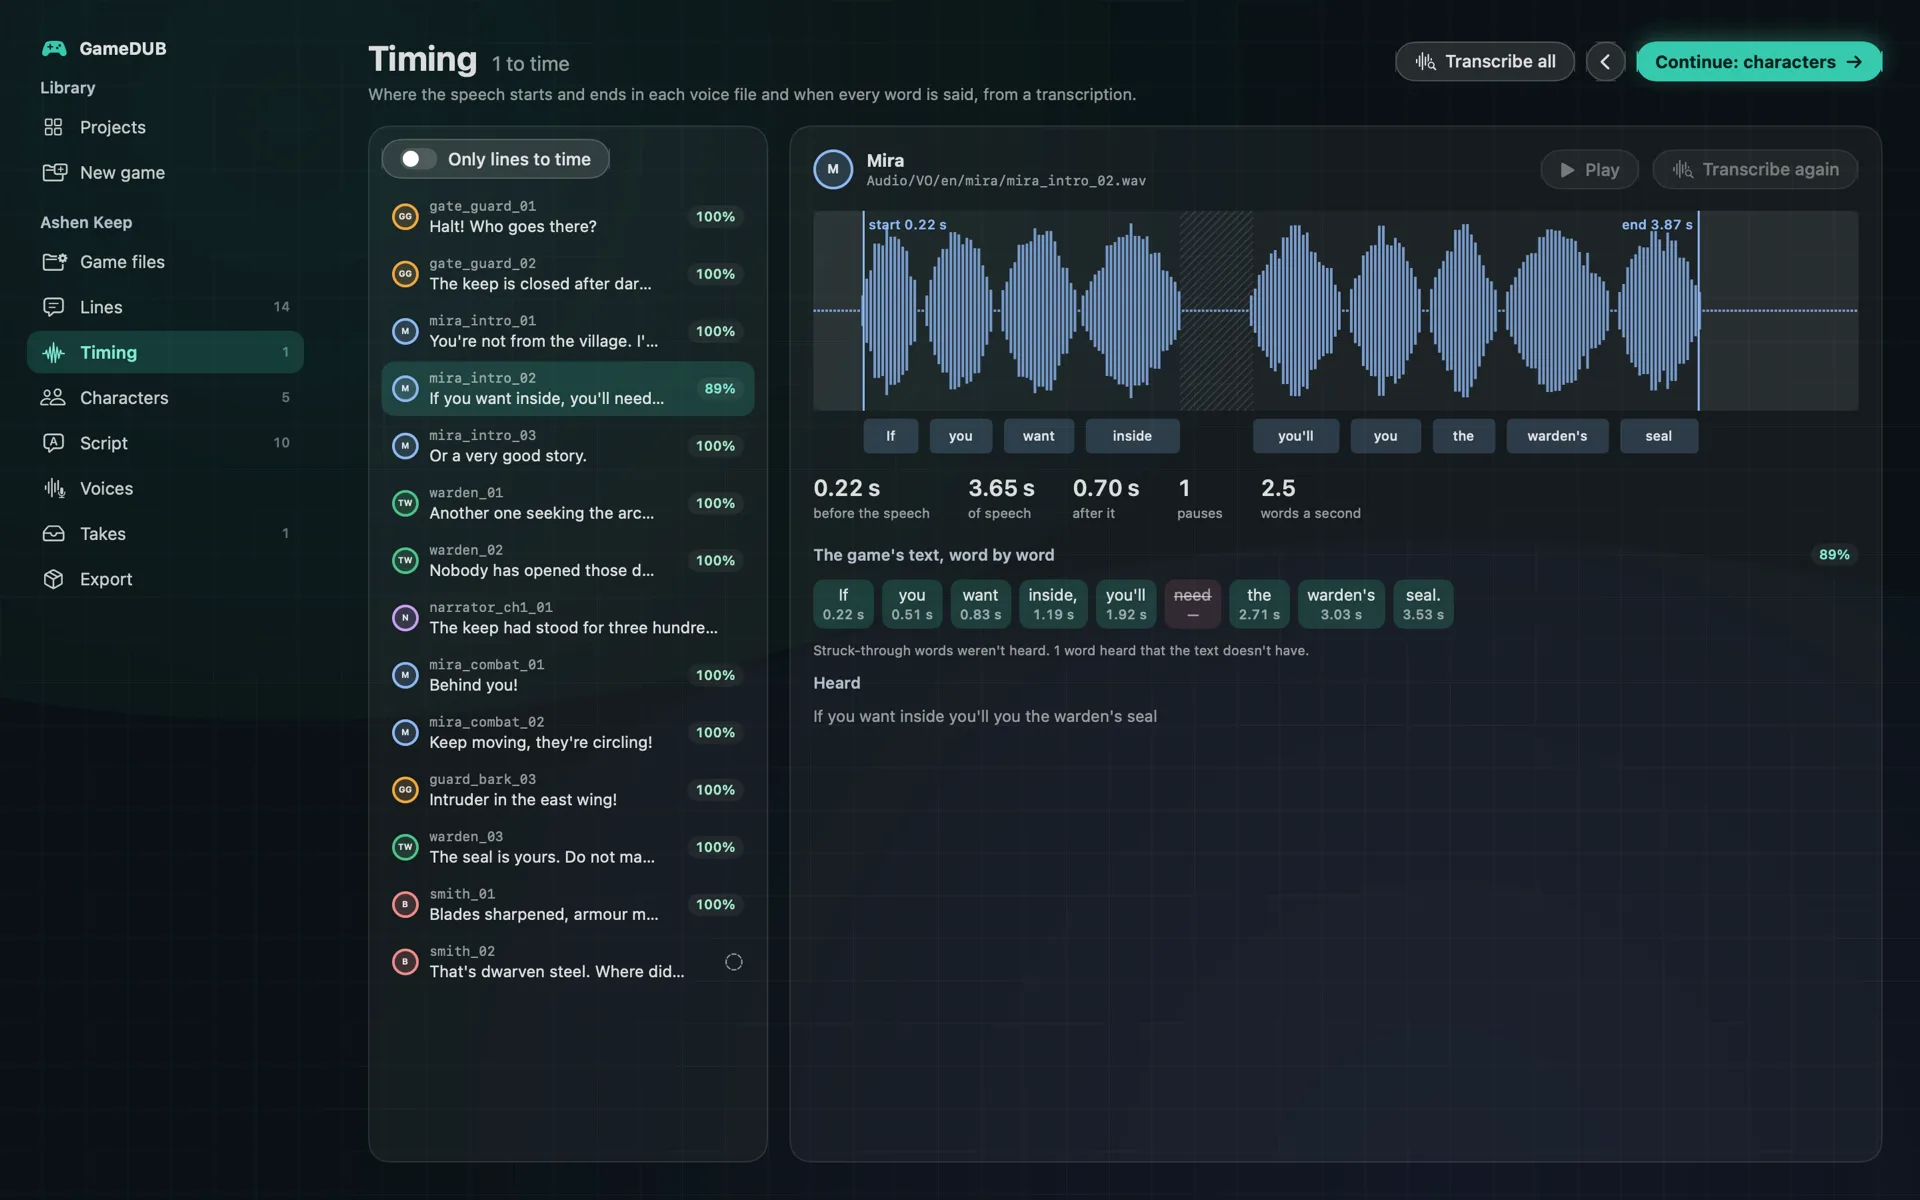 GameDUB
Library
Projects
New game
Ashen Keep
Game files
Lines 14
Timing 1
Characters 5
Script 10
Voices
Takes 1
Export
Timing 1 to time
Where the speech starts and ends in each voice file and when every word is said, from a transcription.
Transcribe all
Continue: characters →
Only lines to time
GG gate_guard_01
Halt! Who goes there? 100%
GG gate_guard_02
The keep is closed after dar... 100%
M mira_intro_01
You're not from the village. I'... 100%
M mira_intro_02
If you want inside, you'll need... 89%
M mira_intro_03
Or a very good story. 100%
TW warden_01
Another one seeking the arc... 100%
TW warden_02
Nobody has opened those d... 100%
N narrator_ch1_01
The keep had stood for three hundre...
M mira_combat_01
Behind you! 100%
M mira_combat_02
Keep moving, they're circling! 100%
GG guard_bark_03
Intruder in the east wing! 100%
TW warden_03
The seal is yours. Do not ma... 100%
B smith_01
Blades sharpened, armour m... 100%
B smith_02
That's dwarven steel. Where did...
M Mira
Audio/VO/en/mira/mira_intro_02.wav
Play
Transcribe again
start 0.22 s end 3.87 s
If you want inside you'll you the warden's seal
0.22 s 3.65 s 0.70 s 1 2.5
before the speech of speech after it pauses words a second
The game's text, word by word 89%
If you want inside, you'll need the warden's seal.
0.22 s 0.51 s 0.83 s 1.19 s 1.92 s — 2.71 s 3.03 s 3.53 s
Struck-through words weren't heard. 1 word heard that the text doesn't have.
Heard
If you want inside you'll you the warden's seal